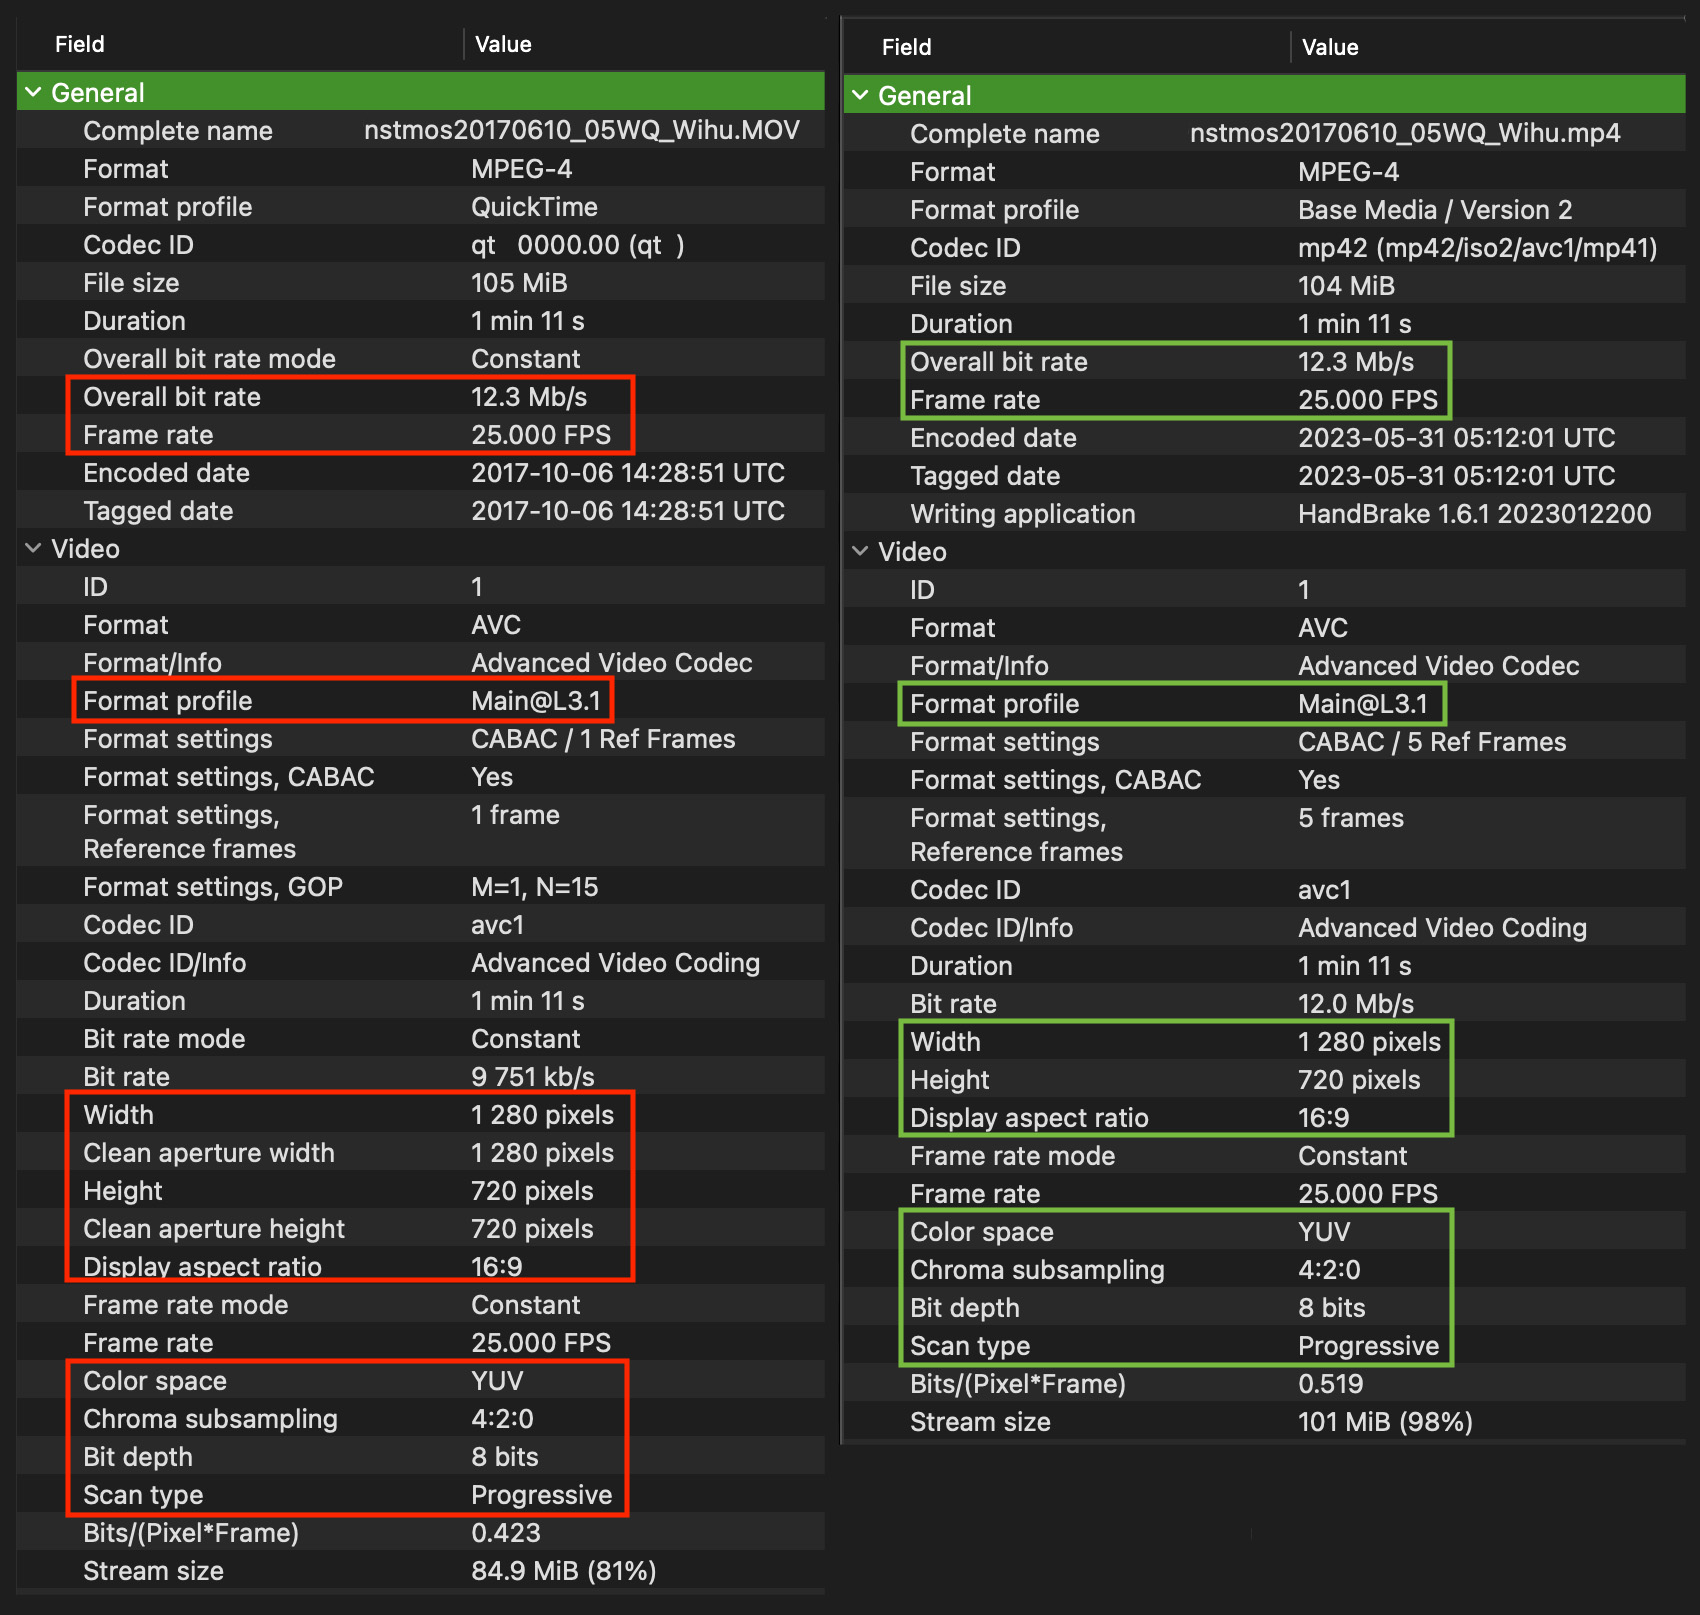 Field Value
General
Complete name nstmos20170610_05WQ_Wihu.MOV
Format MPEG-4
Format profile QuickTime
Codec ID qt   0000.00 (qt  )
File size 105 MiB
Duration 1 min 11 s
Overall bit rate mode Constant
Overall bit rate 12.3 Mb/s
Frame rate 25.000 FPS
Encoded date 2017-10-06 14:28:51 UTC
Tagged date 2017-10-06 14:28:51 UTC
Video
ID 1
Format AVC
Format/Info Advanced Video Codec
Format profile Main@L3.1
Format settings CABAC / 1 Ref Frames
Format settings, CABAC Yes
Format settings, 1 frame
Reference frames
Format settings, GOP M=1, N=15
Codec ID avc1
Codec ID/Info Advanced Video Coding
Duration 1 min 11 s
Bit rate mode Constant
Bit rate 9 751 kb/s
Width 1 280 pixels
Clean aperture width 1 280 pixels
Height 720 pixels
Clean aperture height 720 pixels
Display aspect ratio 16:9
Frame rate mode Constant
Frame rate 25.000 FPS
Color space YUV
Chroma subsampling 4:2:0
Bit depth 8 bits
Scan type Progressive
Bits/(Pixel*Frame) 0.423
Stream size 84.9 MiB (81%)
Field Value
General
Complete name nstmos20170610_05WQ_Wihu.mp4
Format MPEG-4
Format profile Base Media / Version 2
Codec ID mp42 (mp42/iso2/avc1/mp41)
File size 104 MiB
Duration 1 min 11 s
Overall bit rate 12.3 Mb/s
Frame rate 25.000 FPS
Encoded date 2023-05-31 05:12:01 UTC
Tagged date 2023-05-31 05:12:01 UTC
Writing application HandBrake 1.6.1 2023012200
Video
ID 1
Format AVC
Format/Info Advanced Video Codec
Format profile Main@L3.1
Format settings CABAC / 5 Ref Frames
Format settings, CABAC Yes
Format settings, 5 frames
Reference frames
Codec ID avc1
Codec ID/Info Advanced Video Coding
Duration 1 min 11 s
Bit rate 12.0 Mb/s
Width 1 280 pixels
Height 720 pixels
Display aspect ratio 16:9
Frame rate mode Constant
Frame rate 25.000 FPS
Color space YUV
Chroma subsampling 4:2:0
Bit depth 8 bits
Scan type Progressive
Bits/(Pixel*Frame) 0.519
Stream size 101 MiB (98%)